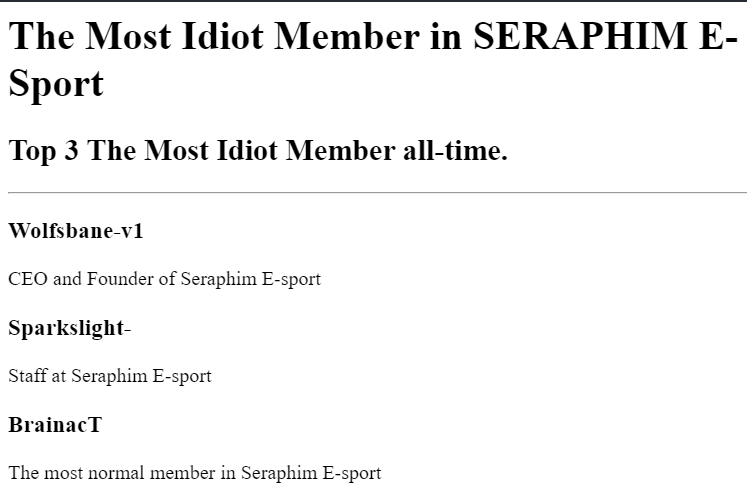 The Most Idiot Member in SERAPHIM E-
Sport
Top 3 The Most Idiot Member all-time.
Wolfsbane-v1
CEO and Founder of Seraphim E-sport
Sparkslight-
Staff at Seraphim E-sport
BrainacT
The most normal member in Seraphim E-sport